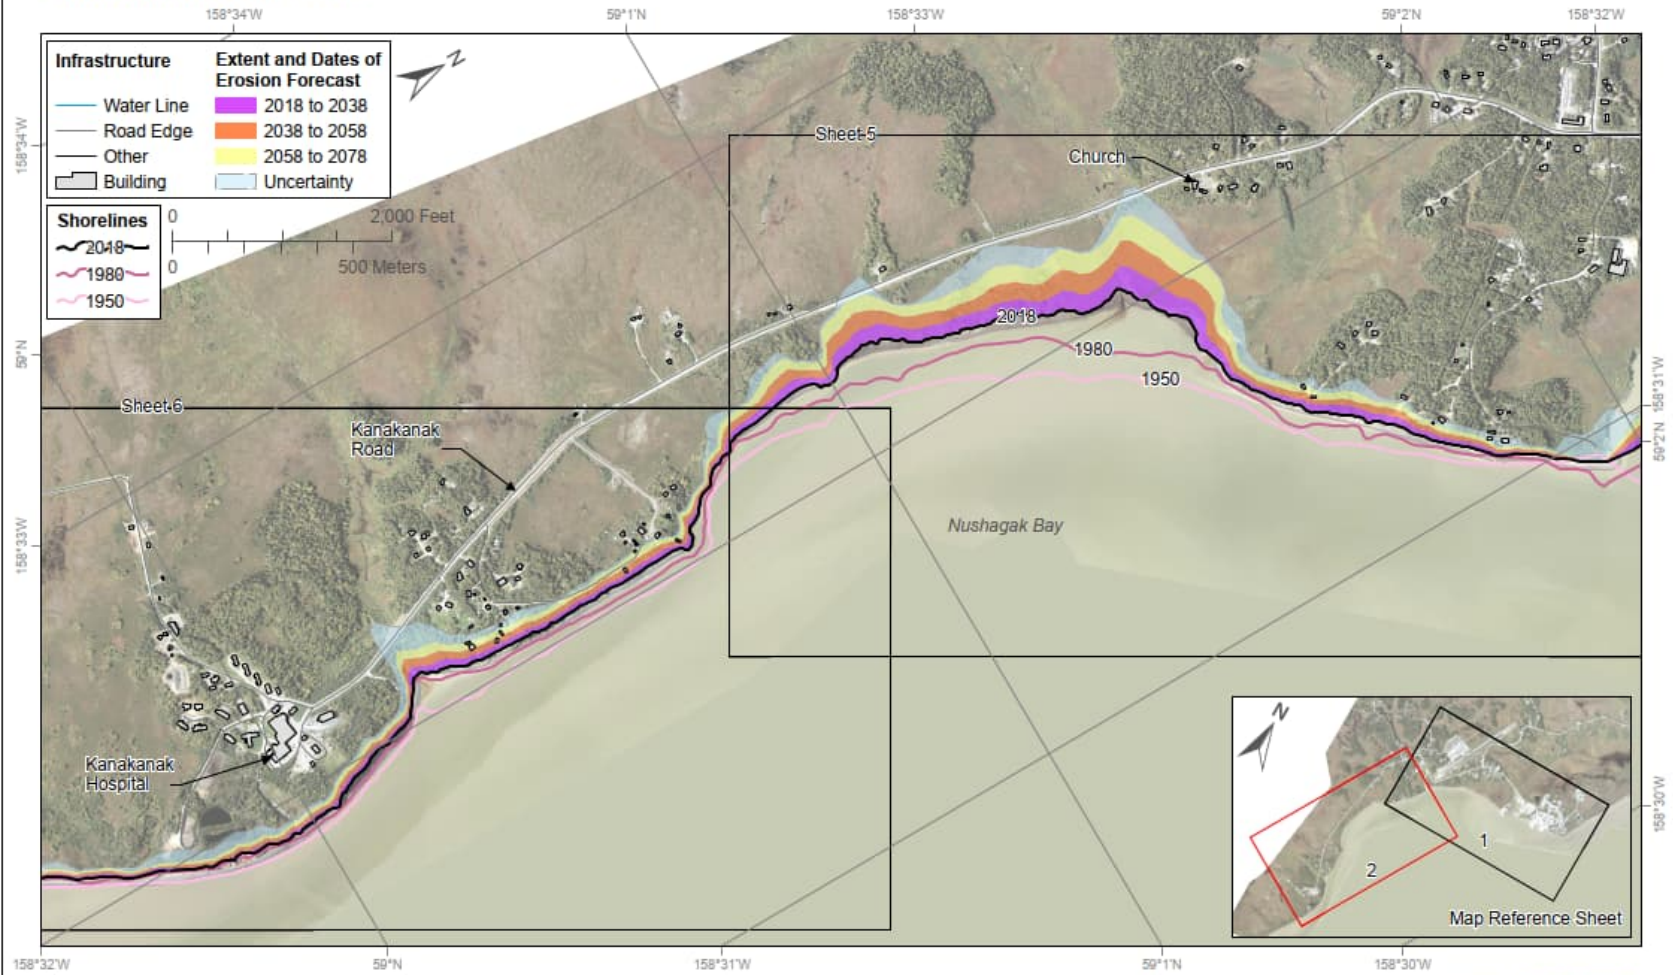 158°34'W 59°1'N 158°33'W 59°2'N 158°32'W
Infrastructure
Water Line
Road Edge
Other
Building
Extent and Dates of
Erosion Forecast
2018 to 2038
2038 to 2058
2058 to 2078
Uncertainty
N
Shorelines
2018
1980
1950
0 2,000 Feet
0 500 Meters
158°34'W
59°N
158°33'W
Sheet 5
Church
2018
1980
1950
Sheet 6
Kanakanak
Road
Nushagak Bay
Kanakanak
Hospital
158°31'W
59°2'N
158°30'W
N
1
2
Map Reference Sheet
158°32'W 59°N 158°31'W 59°1'N 158°30'W